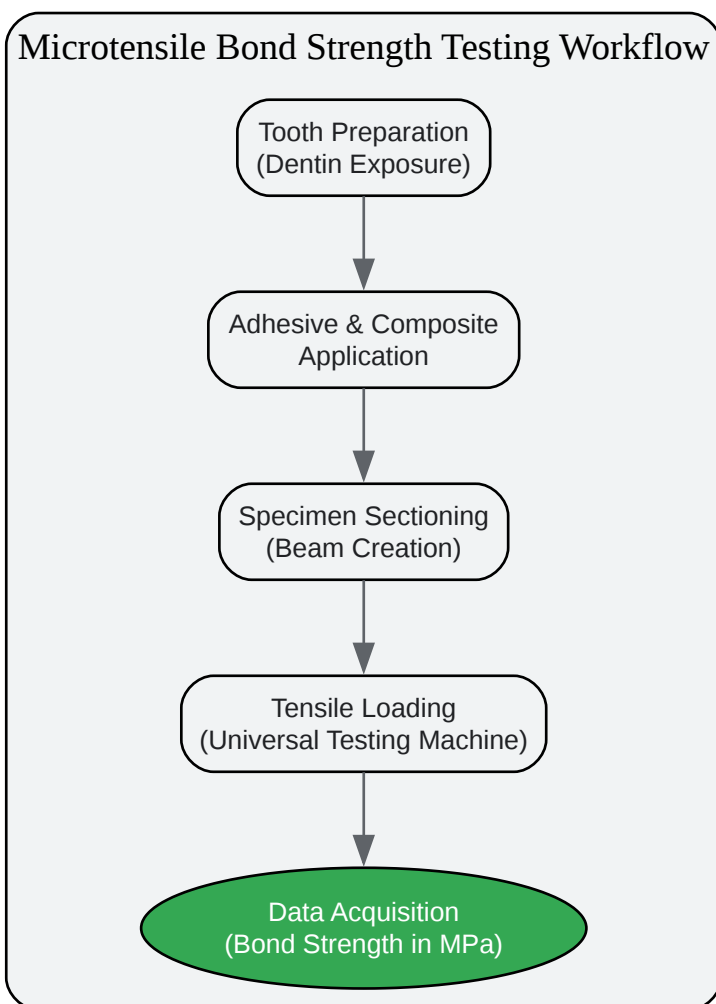 Microtensile Bond Strength Testing Workflow
Tooth Preparation
(Dentin Exposure)
Adhesive & Composite
Application
Specimen Sectioning
(Beam Creation)
Tensile Loading
(Universal Testing Machine)
Data Acquisition
(Bond Strength in MPa)